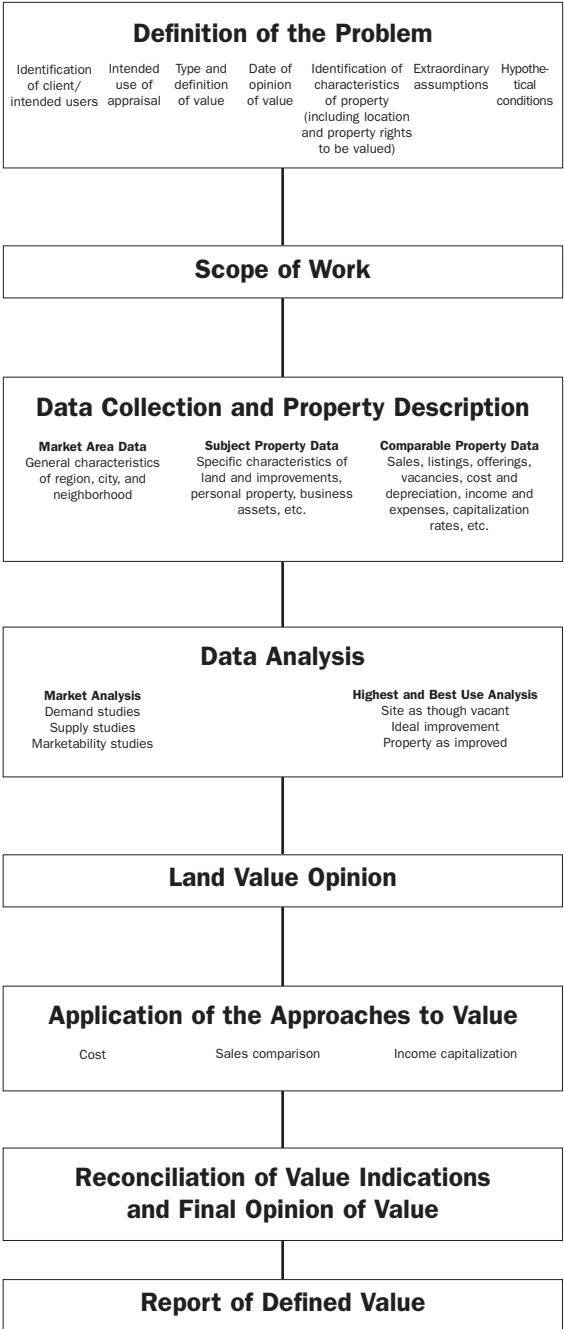 Definition of the Problem
Identification
of client/
intended users
Intended
use of
appraisal
Type and
definition
of value
Date of
opinion
of value
Identification of
characteristics
of property
(including location
and property rights
to be valued)
Extraordinary
assumptions
Hypothe-
tical
conditions
Scope of Work
Data Collection and Property Description
Market Area Data
General characteristics
of region, city, and
neighborhood
Subject Property Data
Specific characteristics of
land and improvements,
personal property, business
assets, etc.
Comparable Property Data
Sales, listings, offerings,
vacancies, cost and
depreciation, income and
expenses, capitalization
rates, etc.
Data Analysis
Market Analysis
Demand studies
Supply studies
Marketability studies
Highest and Best Use Analysis
Site as though vacant
Ideal improvement
Property as improved
Land Value Opinion
Application of the Approaches to Value
Cost
Sales comparison
Income capitalization
Reconciliation of Value Indications
and Final Opinion of Value
Report of Defined Value